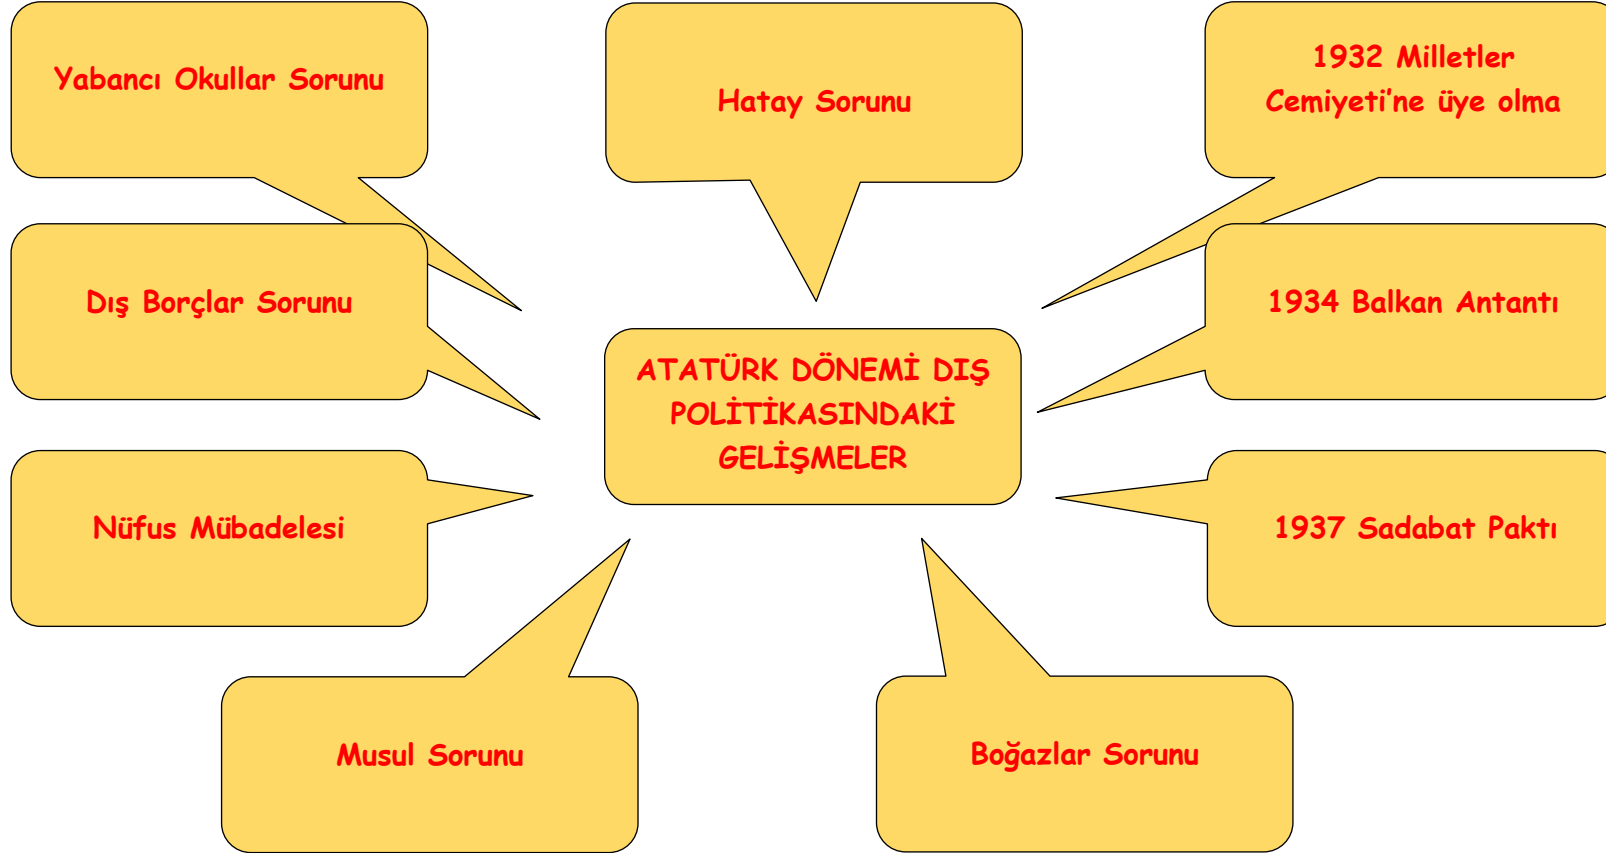 Yabancı Okullar Sorunu
Hatay Sorunu
1932 Milletler
Cemiyeti’ne üye olma
Dış Borçlar Sorunu
1934 Balkan Antantı
ATATÜRK DÖNEMİ DIŞ
POLİTİKASINDAKİ
GELİŞMELER
Nüfus Mübadelesi
1937 Sadabat Paktı
Musul Sorunu
Boğazlar Sorunu